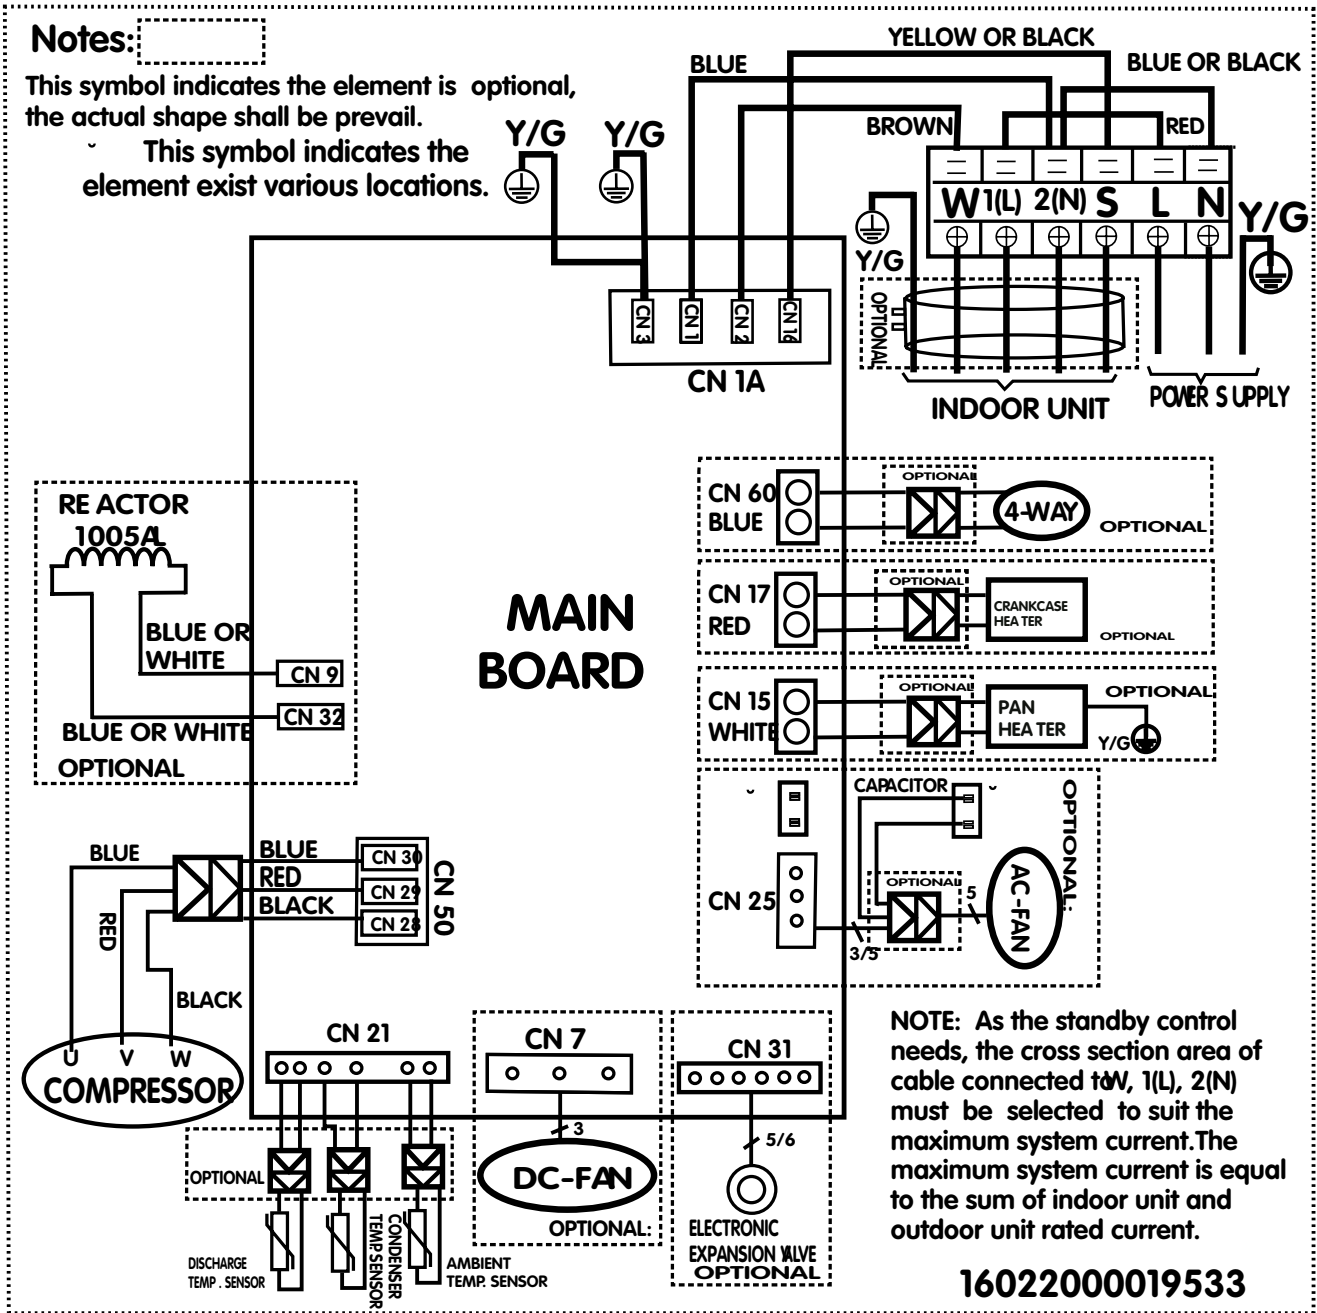 Notes:
This symbol indicates the element is optional,
the actual shape shall be prevail.
This symbol indicates the
element exist various locations.
Y/G
Y/G
BLUE
YELLOW OR BLACK
BLUE OR BLACK
BROWN
RED
W 1(L) 2(N) S L N
Y/G
Y/G
OPTIONAL
INDOOR UNIT
POWER SUPPLY
CN 3
CN 1
CN 2
CN 16
CN 1A
REACTOR
1005AL
BLUE OR
WHITE
CN 9
CN 32
BLUE OR WHITE
OPTIONAL
MAIN
BOARD
CN 60
BLUE
OPTIONAL
4-WAY
OPTIONAL
CN 17
RED
OPTIONAL
CRANKCASE
HEATER
OPTIONAL
CN 15
WHITE
OPTIONAL
PAN
HEATER
OPTIONAL
Y/G
CAPACITOR
OPTIONAL:
CN 25
OPTIONAL
3/5
5
AC-FAN
BLUE
RED
BLACK
BLUE
RED
BLACK
CN 30
CN 29
CN 28
CN 50
U V W
COMPRESSOR
CN 21
OPTIONAL
DISCHARGE
TEMP. SENSOR
CONDENSER
TEMP.SENSOR
AMBIENT
TEMP. SENSOR
CN 7
3
DC-FAN
OPTIONAL:
CN 31
5/6
ELECTRONIC
EXPANSION VALVE
OPTIONAL
NOTE: As the standby control
needs, the cross section area of
cable connected to W, 1(L), 2(N)
must be selected to suit the
maximum system current.The
maximum system current is equal
to the sum of indoor unit and
outdoor unit rated current.
16022000019533